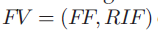 FV = (FF, RIF)